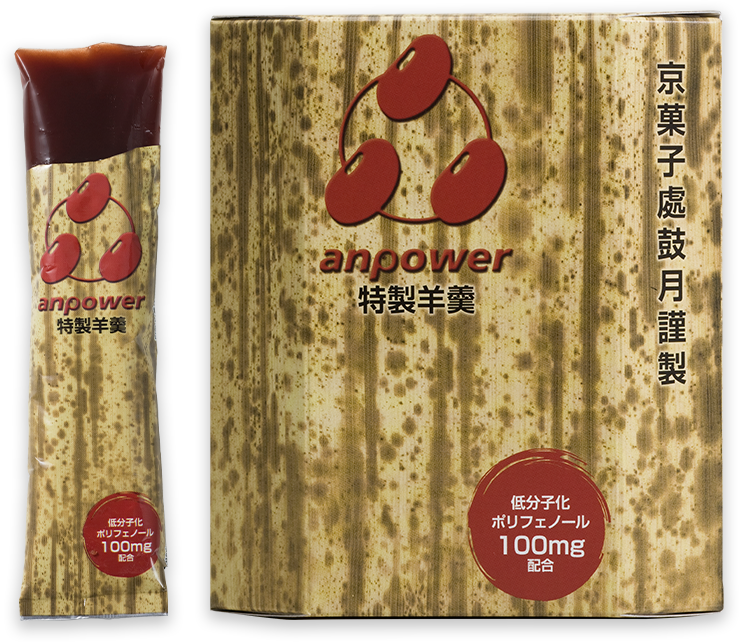 anpower
特製羊羹
低分子化
ポリフェノール
100mg
配合
anpower
特製羊羹
京菓子處鼓月謹製
低分子化
ポリフェノール
100mg
配合